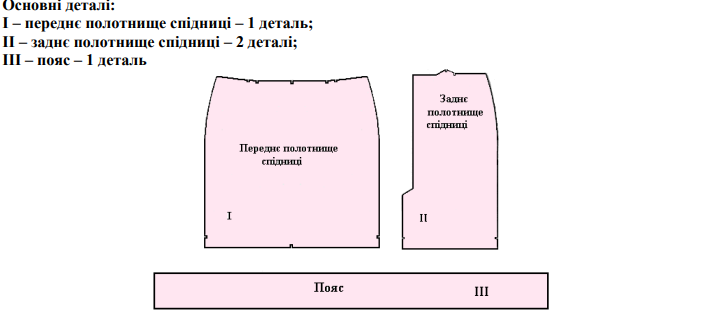 Основні деталі:
I – переднє полотнище спідниці – 1 деталь;
II – заднє полотнище спідниці – 2 деталі;
III – пояс – 1 деталь
Заднє
полотнище
спідниці
Переднє полотнище
спідниці
I
II
Пояс
III